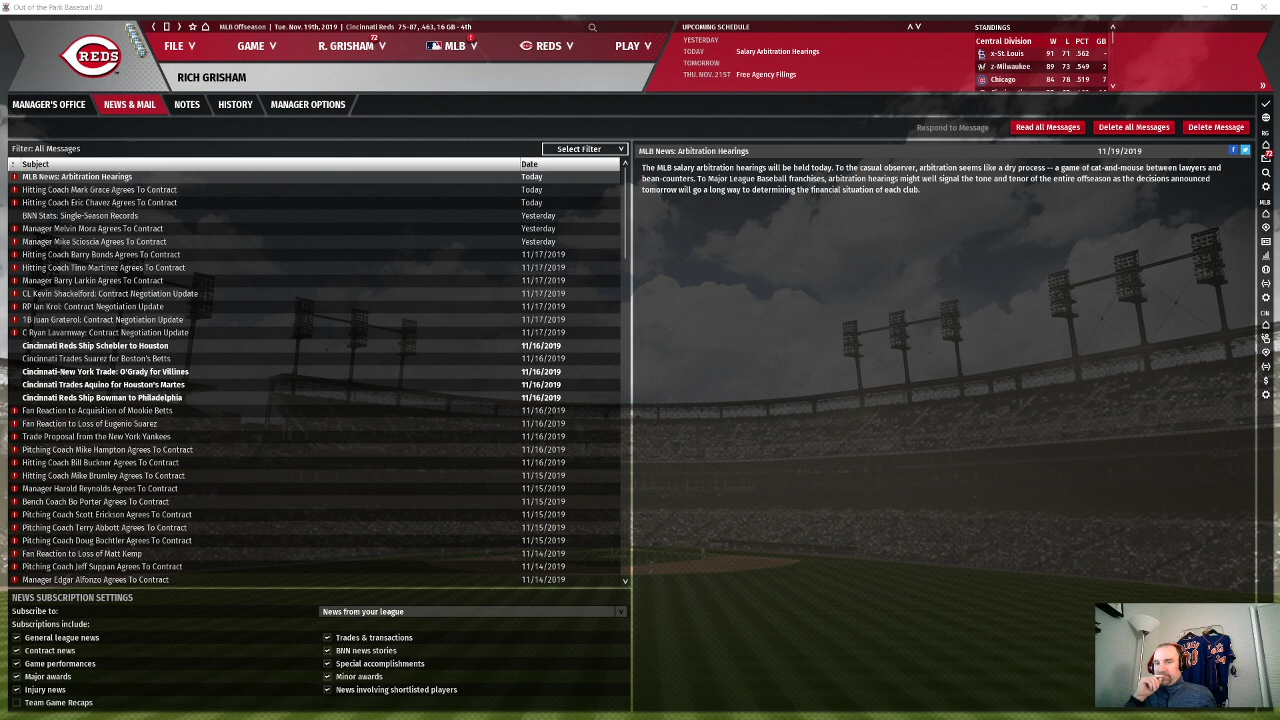 Out of the Park Baseball 20
MLB Offseason | Tue. Nov. 19th, 2019 | Cincinnati Reds 75-87, .463, 16 GB - 4th
FILE GAME R. GRISHAM 72 MLB ! REDS PLAY
REDS
RICH GRISHAM
UPCOMING SCHEDULE
YESTERDAY
TODAY Salary Arbitration Hearings
TOMORROW
THU. NOV. 21ST Free Agency Filings
STANDINGS
Central Division W L PCT GB
x-St.Louis 91 71 .562 -
z-Milwaukee 89 73 .549 2
Chicago 84 78 .519 7
MANAGER'S OFFICE NEWS & MAIL NOTES HISTORY MANAGER OPTIONS
Respond to Message Read all Messages Delete all Messages Delete Message
Filter: All Messages Select Filter
Subject Date
MLB News: Arbitration Hearings Today
Hitting Coach Mark Grace Agrees To Contract Today
Hitting Coach Eric Chavez Agrees To Contract Today
BNN Stats: Single-Season Records Yesterday
Manager Melvin Mora Agrees To Contract Yesterday
Manager Mike Scioscia Agrees To Contract Yesterday
Hitting Coach Barry Bonds Agrees To Contract 11/17/2019
Hitting Coach Tino Martinez Agrees To Contract 11/17/2019
Manager Barry Larkin Agrees To Contract 11/17/2019
CL Kevin Shackelford: Contract Negotiation Update 11/17/2019
RP Ian Krol: Contract Negotiation Update 11/17/2019
1B Juan Graterol: Contract Negotiation Update 11/17/2019
C Ryan Lavarnway: Contract Negotiation Update 11/17/2019
Cincinnati Reds Ship Schebler to Houston 11/16/2019
Cincinnati Trades Suarez for Boston's Betts 11/16/2019
Cincinnati-New York Trade: O'Grady for Villines 11/16/2019
Cincinnati Trades Aquino for Houston's Martes 11/16/2019
Cincinnati Reds Ship Bowman to Philadelphia 11/16/2019
Fan Reaction to Acquisition of Mookie Betts 11/16/2019
Fan Reaction to Loss of Eugenio Suarez 11/16/2019
Trade Proposal from the New York Yankees 11/16/2019
Pitching Coach Mike Hampton Agrees To Contract 11/16/2019
Hitting Coach Bill Buckner Agrees To Contract 11/16/2019
Hitting Coach Mike Brumley Agrees To Contract 11/15/2019
Manager Harold Reynolds Agrees To Contract 11/15/2019
Bench Coach Bo Porter Agrees To Contract 11/15/2019
Pitching Coach Scott Erickson Agrees To Contract 11/15/2019
Pitching Coach Terry Abbott Agrees To Contract 11/15/2019
Pitching Coach Doug Bochtler Agrees To Contract 11/15/2019
Fan Reaction to Loss of Matt Kemp 11/14/2019
Pitching Coach Jeff Suppan Agrees To Contract 11/14/2019
Manager Edgar Alfonzo Agrees To Contract 11/14/2019
MLB News: Arbitration Hearings 11/19/2019
The MLB salary arbitration hearings will be held today. To the casual observer, arbitration seems like a dry process -- a game of cat-and-mouse between lawyers and
bean-counters. To Major League Baseball franchises, arbitration hearings might well signal the tone and tenor of the entire offseason as the decisions announced
tomorrow will go a long way to determining the financial situation of each club.
RG
72
MLB
CIN
NEWS SUBSCRIPTION SETTINGS
Subscribe to: News from your league
Subscriptions include:
General league news Trades & transactions
Contract news BNN news stories
Game performances Special accomplishments
Major awards Minor awards
Injury news News involving shortlisted players
Team Game Recaps